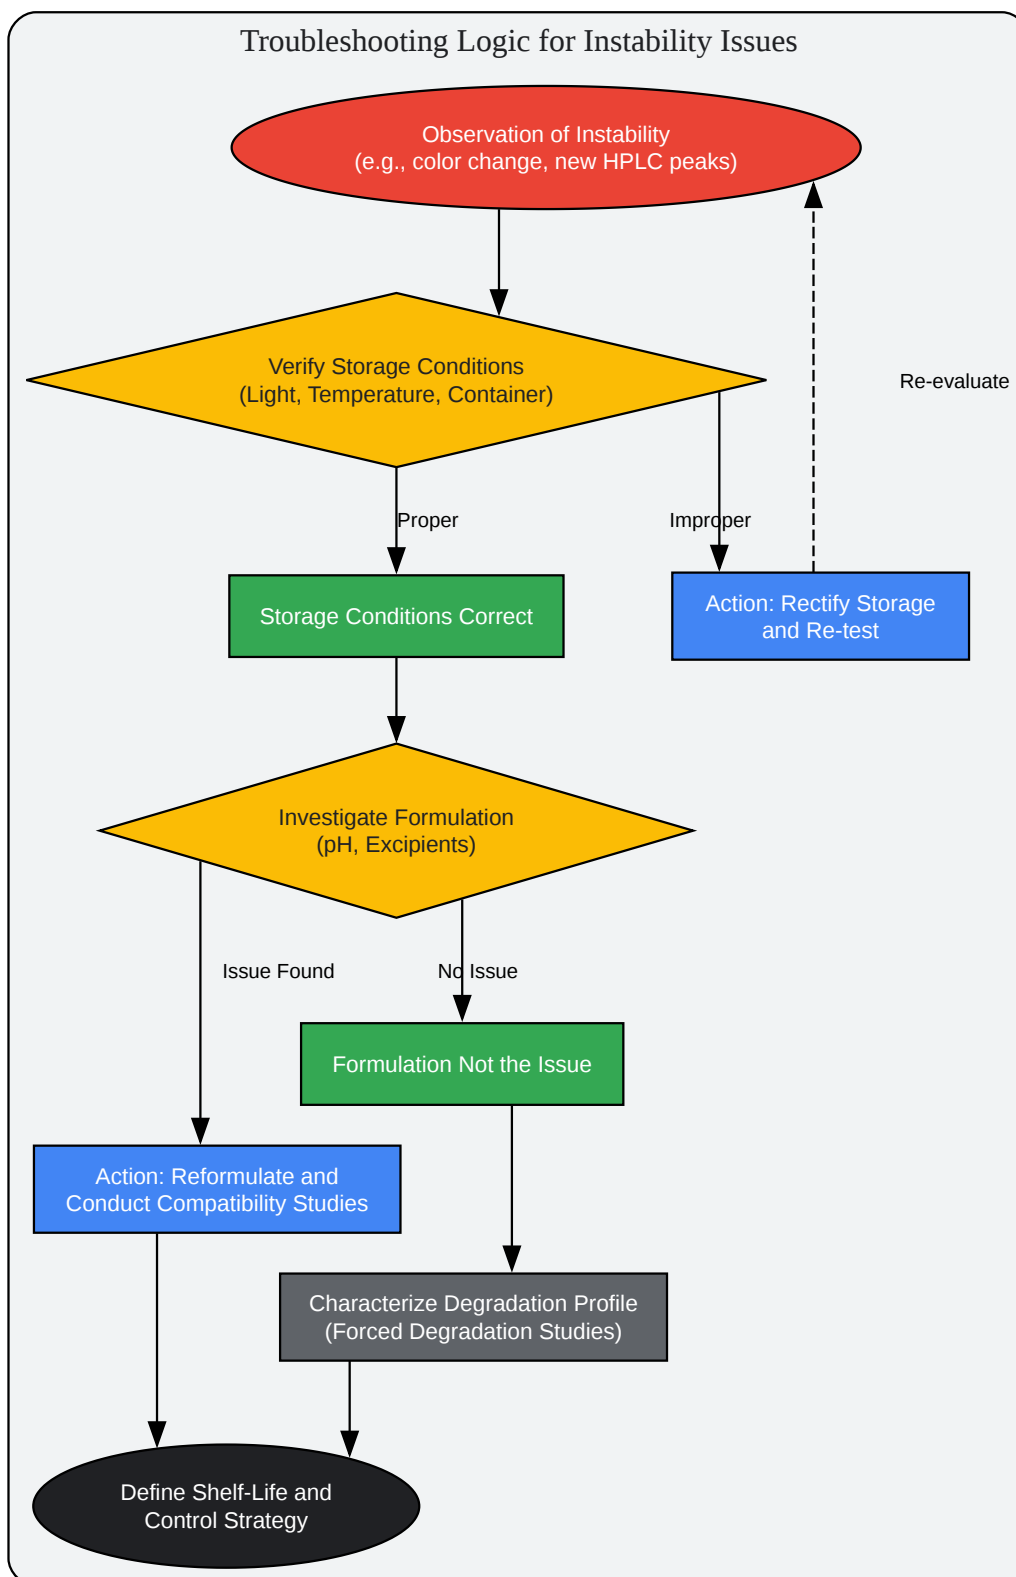 Troubleshooting Logic for Instability Issues
Observation of Instability
(e.g., color change, new HPLC peaks)
Verify Storage Conditions
(Light, Temperature, Container)
Re-evaluate
Proper
Improper
Storage Conditions Correct
Action: Rectify Storage
and Re-test
Investigate Formulation
(pH, Excipients)
Issue Found
No Issue
Formulation Not the Issue
Action: Reformulate and
Conduct Compatibility Studies
Characterize Degradation Profile
(Forced Degradation Studies)
Define Shelf-Life and
Control Strategy